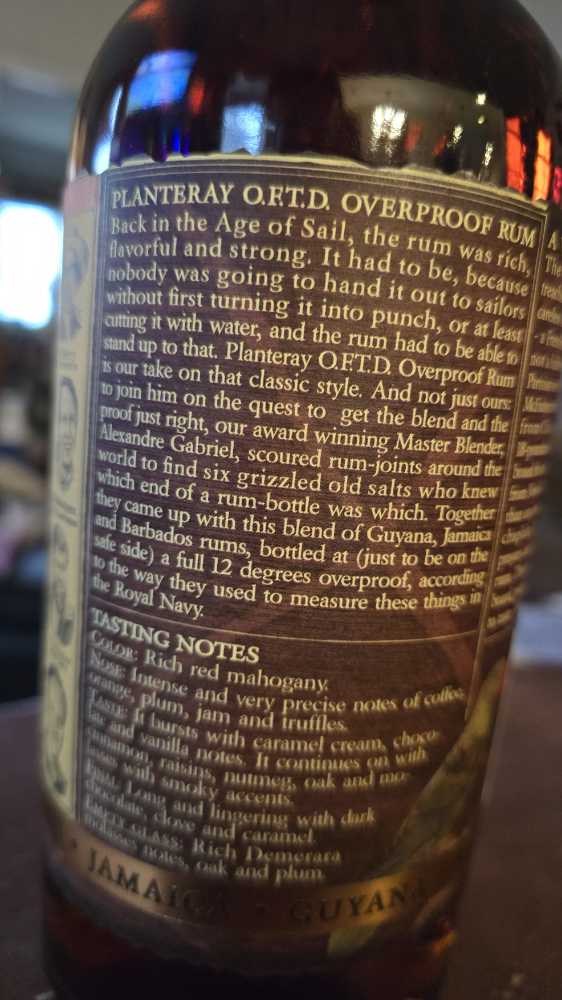 PLANTERAY O.F.T.D. OVERPROOF RUM
Back in the Age of Sail, the rum was rich,
flavorful and strong. It had to be, because
nobody was going to hand it out to sailors
without first turning it into punch, or at least
cutting it with water, and the rum had to be able to
stand up to that. Planteray O.F.T.D. Overproof Rum
is our take on that classic style. And not just ours:
to join him on the quest to get the blend and the
proof just right, our award winning Master Blender,
Alexandre Gabriel, scoured rum-joints around the
world to find six grizzled old salts who knew
which end of a rum-bottle was which. Together
they came up with this blend of Guyana, Jamaica
and Barbados rums, bottled at (just to be on the
safe side) a full 12 degrees overproof, according
to the way they used to measure these things in
the Royal Navy.
TASTING NOTES
COLOR: Rich red mahogany.
NOSE: Intense and very precise notes of coffee,
orange, plum, jam and truffles.
TASTE: It bursts with caramel cream, choco-
late and vanilla notes. It continues on with
cinnamon, raisins, nutmeg, oak and mo-
lasses with smoky accents.
FINAL: Long and lingering with dark
chocolate, clove and caramel.
EMPTY GLASS: Rich Demerara
molasses notes, oak and plum.
• JAMAICA • GUYANA
A
The